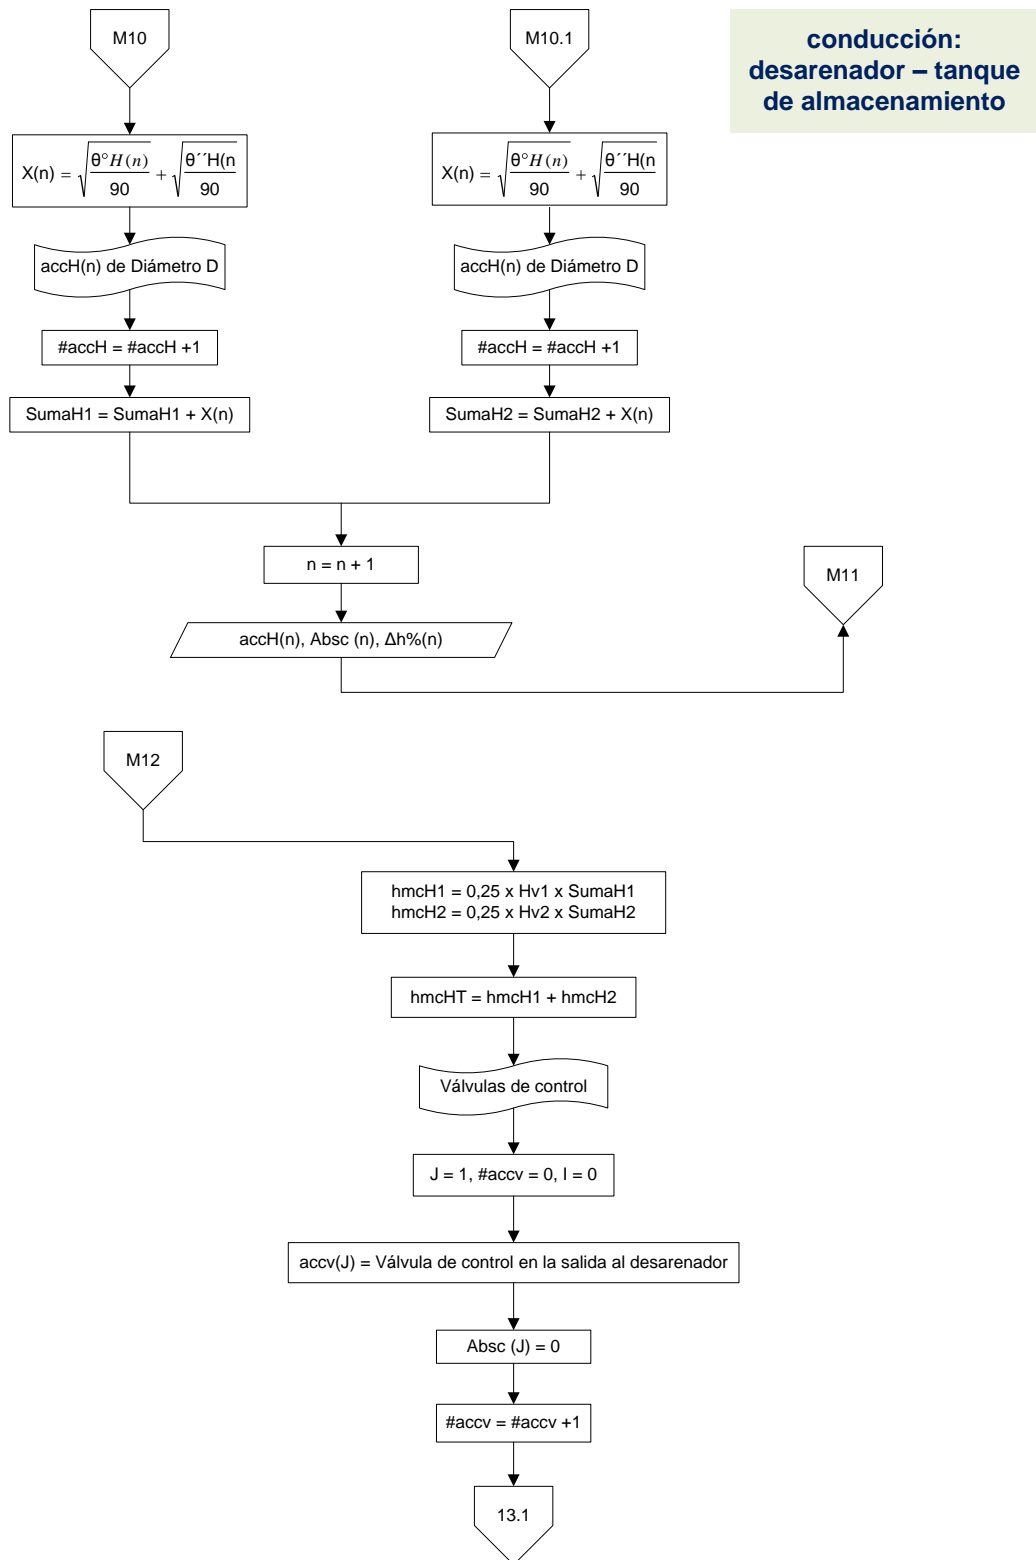 M10
M10.1
conducción:
desarenador – tanque
de almacenamiento
X(n) = √(θ°H(n)/90) + √(θ´´H(n/90)
X(n) = √(θ°H(n)/90) + √(θ´´H(n/90)
accH(n) de Diámetro D
accH(n) de Diámetro D
#accH = #accH +1
#accH = #accH +1
SumaH1 = SumaH1 + X(n)
SumaH2 = SumaH2 + X(n)
n = n + 1
M11
accH(n), Absc (n), Δh%(n)
M12
hmcH1 = 0,25 x Hv1 x SumaH1
hmcH2 = 0,25 x Hv2 x SumaH2
hmcHT = hmcH1 + hmcH2
Válvulas de control
J = 1, #accv = 0, I = 0
accv(J) = Válvula de control en la salida al desarenador
Absc (J) = 0
#accv = #accv +1
13.1